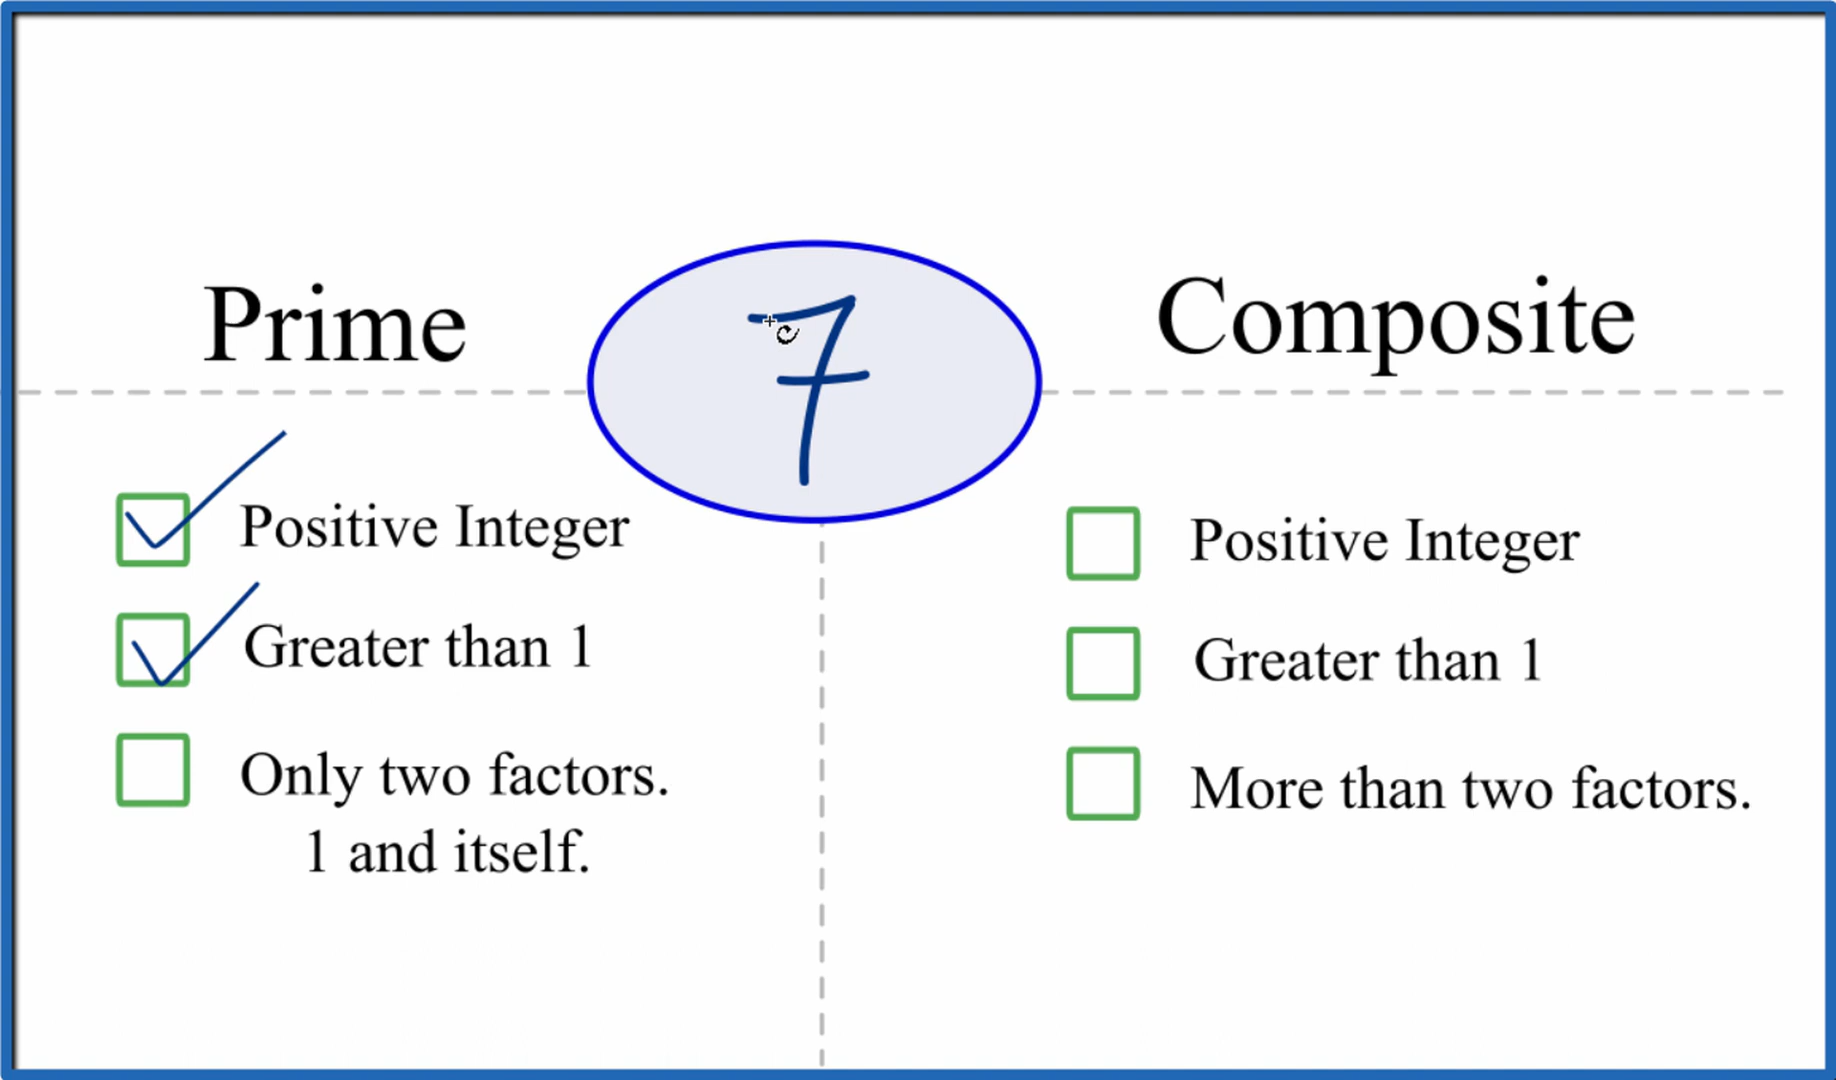 Prime
7
Composite
Positive Integer
Greater than 1
Only two factors.
1 and itself.
Positive Integer
Greater than 1
More than two factors.